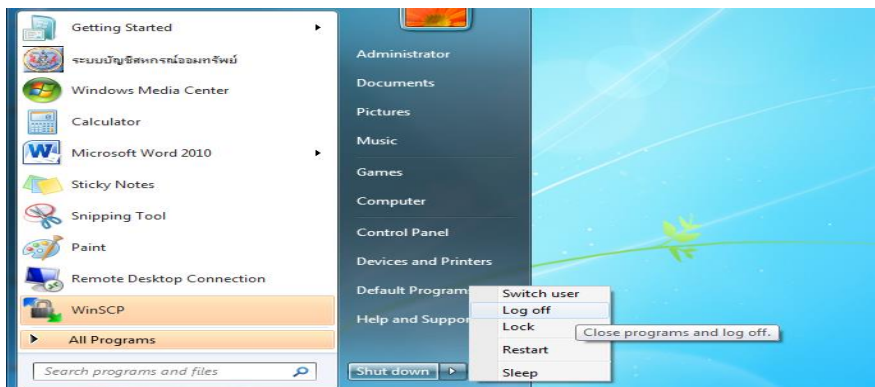 Getting Started
ระบบบัญชีสหกรณ์ออมทรัพย์
Windows Media Center
Calculator
Microsoft Word 2010
Sticky Notes
Snipping Tool
Paint
Remote Desktop Connection
WinSCP
All Programs
Search programs and files
Administrator
Documents
Pictures
Music
Games
Computer
Control Panel
Devices and Printers
Default Program
Help and Suppor
Shut down
Switch user
Log off
Lock
Restart
Sleep
Close programs and log off.